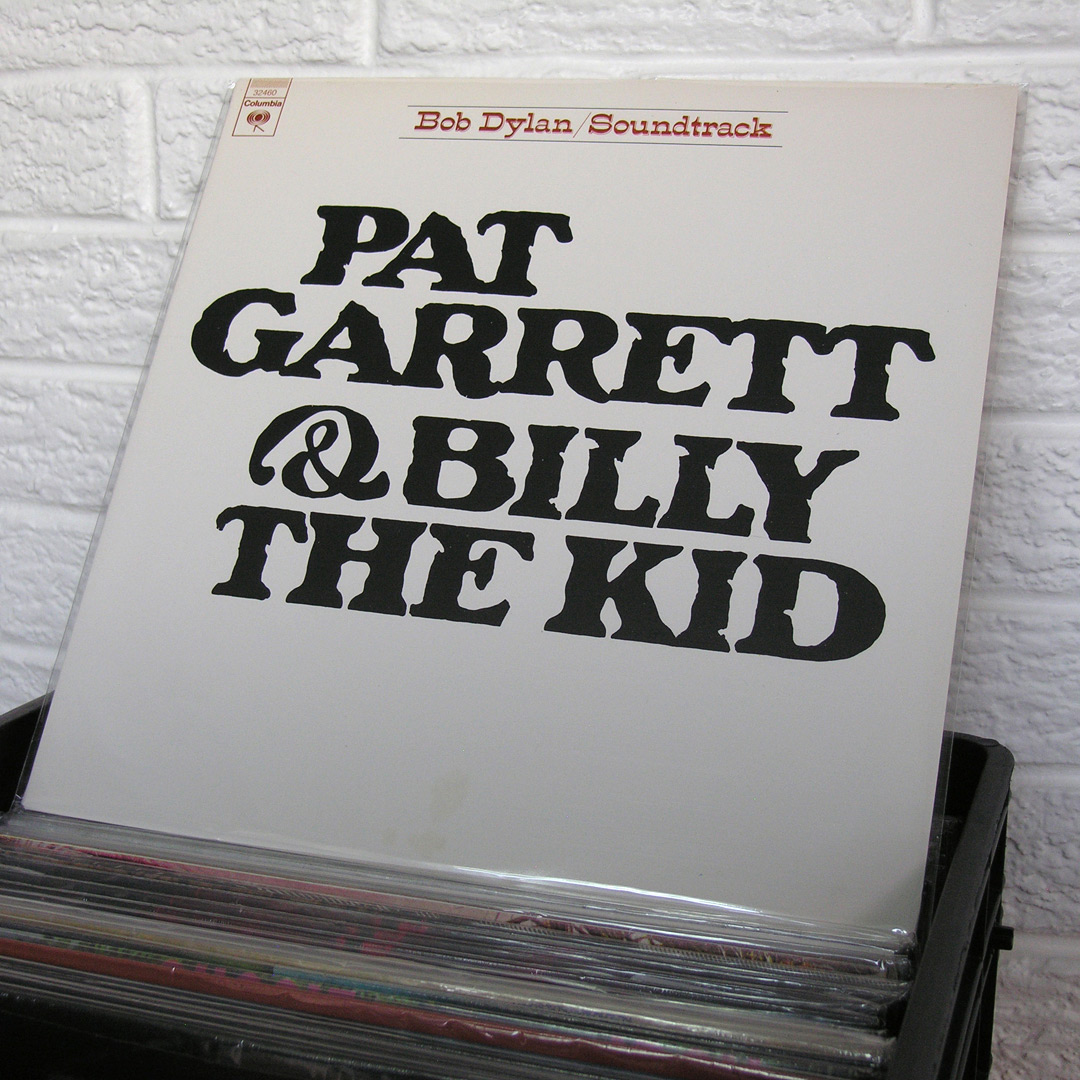 32460
Columbia
Bob Dylan/Soundtrack
PAT
GARRETT
& BILLY
THE KID